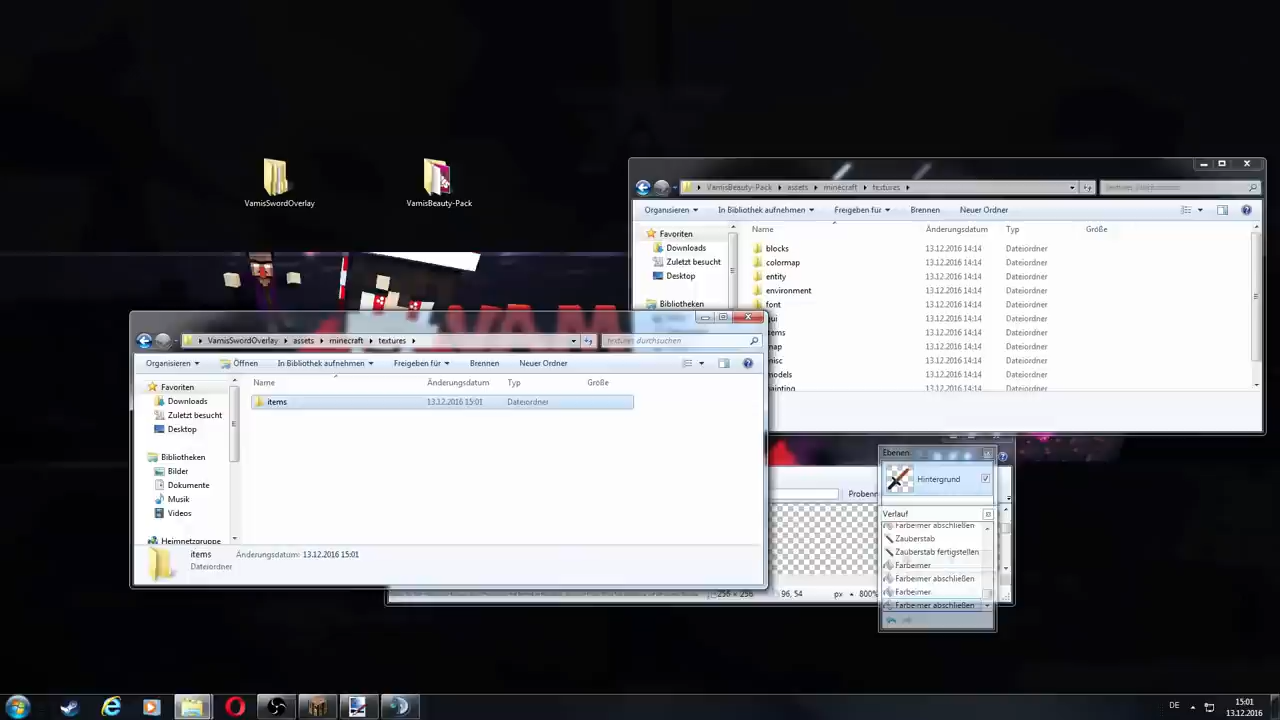 VamisSwordOverlay
VamisBeauty-Pack
VamisBeauty-Pack ▸ assets ▸ minecraft ▸ textures ▸
Organisieren
In Bibliothek aufnehmen
Freigeben für
Brennen
Neuer Ordner
Favoriten
Downloads
Zuletzt besucht
Desktop
Bibliotheken
Name Änderungsdatum Typ Größe
blocks 13.12.2016 14:14 Dateiordner
colormap 13.12.2016 14:14 Dateiordner
entity 13.12.2016 14:14 Dateiordner
environment 13.12.2016 14:14 Dateiordner
font 13.12.2016 14:14 Dateiordner
13.12.2016 14:14 Dateiordner
13.12.2016 14:14 Dateiordner
13.12.2016 14:14 Dateiordner
13.12.2016 14:14 Dateiordner
13.12.2016 14:14 Dateiordner
13.12.2016 14:14 Dateiordner
VamisSwordOverlay ▸ assets ▸ minecraft ▸ textures ▸
textures durchsuchen
Organisieren
Öffnen
In Bibliothek aufnehmen
Freigeben für
Brennen
Neuer Ordner
Favoriten
Downloads
Zuletzt besucht
Desktop
Bibliotheken
Bilder
Dokumente
Musik
Videos
Heimnetzgruppe
Name Änderungsdatum Typ Größe
items 13.12.2016 15:01 Dateiordner
items Änderungsdatum: 13.12.2016 15:01
Dateiordner
256 × 256
96, 54
px
800%
Ebenen
Hintergrund
Verlauf
Farbeimer abschließen
Zauberstab
Zauberstab fertigstellen
Farbeimer
Farbeimer abschließen
Farbeimer
Farbeimer abschließen
DE
15:01
13.12.2016